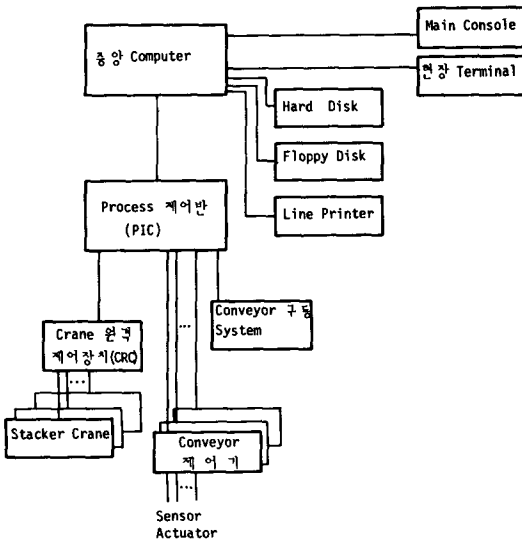 Main Console
중앙 Computer
현장 Terminal
Hard Disk
Floppy Disk
Process 제어반
(PIC)
Line Printer
...
Conveyor 구동
System
Crane 원격
제어장치(CRC)
...
Stacker Crane
Conveyor
제어기
...
Sensor
Actuator